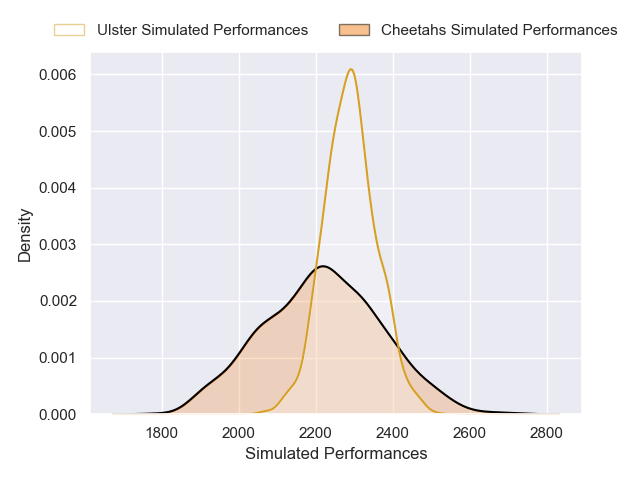 Ulster Simulated Performances Cheetahs Simulated Performances
0.006
0.005
0.004
0.003
0.002
0.001
0.000
Density
1800 2000 2200 2400 2600 2800
Simulated Performances